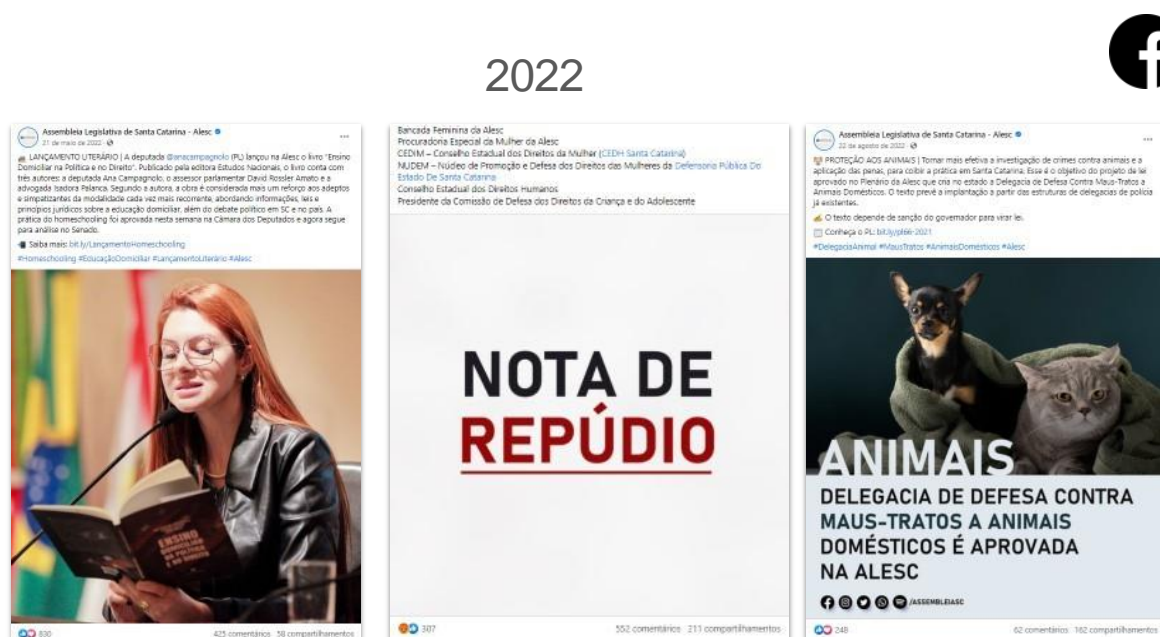 2022
f
Assembleia Legislativa de Santa Catarina - Alesc
21 de maio de 2022
LANÇAMENTO LITERÁRIO | A deputada @anacampagnolo (PL) lançou na Alesc o livro "Ensino
Domiciliar na Política e no Direito". Publicado pela editora Estudos Nacionais, o livro conta com
três autores: a deputada Ana Campagnolo, o assessor parlamentar David Rossler Amato e a
advogada Isadora Palanca. Segundo a autora, a obra é considerada mais um reforço aos adeptos
e simpatizantes da modalidade cada vez mais recorrente, abordando informações, leis e
princípios jurídicos sobre a educação domiciliar, além do debate político em SC e no país. A
prática do homeschooling foi aprovada nesta semana na Câmara dos Deputados e agora segue
para análise no Senado.
Saiba mais: bit.ly/LançamentoHomeschooling
#Homeschooling #EducaçãoDomiciliar #LançamentoLiterário #Alesc
ENSINO
DOMICILIAR
NA POLÍTICA
E NO DIREITO
830
425 comentários 58 compartilhamentos
Bancada Feminina da Alesc
Procuradoria Especial da Mulher da Alesc
CEDIM – Conselho Estadual dos Direitos da Mulher (CEDH Santa Catarina)
NUDEM – Núcleo de Promoção e Defesa dos Direitos das Mulheres da Defensoria Pública Do
Estado De Santa Catarina
Conselho Estadual dos Direitos Humanos
Presidente da Comissão de Defesa dos Direitos da Criança e do Adolescente
NOTA DE
REPÚDIO
307
552 comentários 211 compartilhamentos
Assembleia Legislativa de Santa Catarina - Alesc
22 de agosto de 2022
PROTEÇÃO AOS ANIMAIS | Tornar mais efetiva a investigação de crimes contra animais e a
aplicação das penas, para coibir a prática em Santa Catarina. Esse é o objetivo do projeto de lei
aprovado no Plenário da Alesc que cria no estado a Delegacia de Defesa Contra Maus-Tratos a
Animais Domésticos. O texto prevê a implantação a partir das estruturas de delegacias de polícia
já existentes.
O texto depende de sanção do governador para virar lei.
Conheça o PL: bit.ly/pl66-2021
#DelegaciaAnimal #MausTratos #AnimaisDomésticos #Alesc
ANIMAIS
DELEGACIA DE DEFESA CONTRA
MAUS-TRATOS A ANIMAIS
DOMÉSTICOS É APROVADA
NA ALESC
/ASSEMBLEIASC
248
62 comentários 162 compartilhamentos